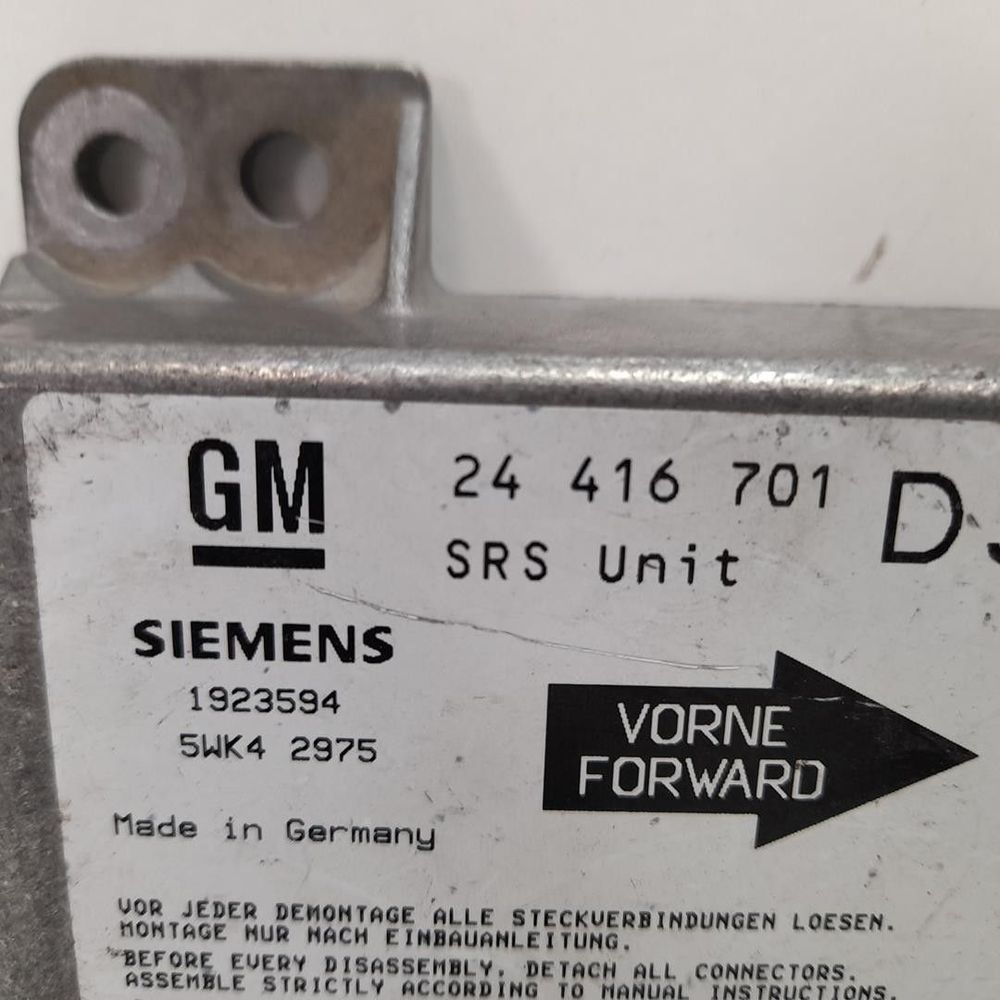 GM
24 416 701
D
SRS Unit
SIEMENS
1923594
5WK4 2975
VORNE
FORWARD
Made in Germany
VOR JEDER DEMONTAGE ALLE STECKVERBINDUNGEN LOESEN.
MONTAGE NUR NACH EINBAUANLEITUNG.
BEFORE EVERY DISASSEMBLY, DETACH ALL CONNECTORS.
ASSEMBLE STRICTLY ACCORDING TO MANUAL INSTRUCTIONS.